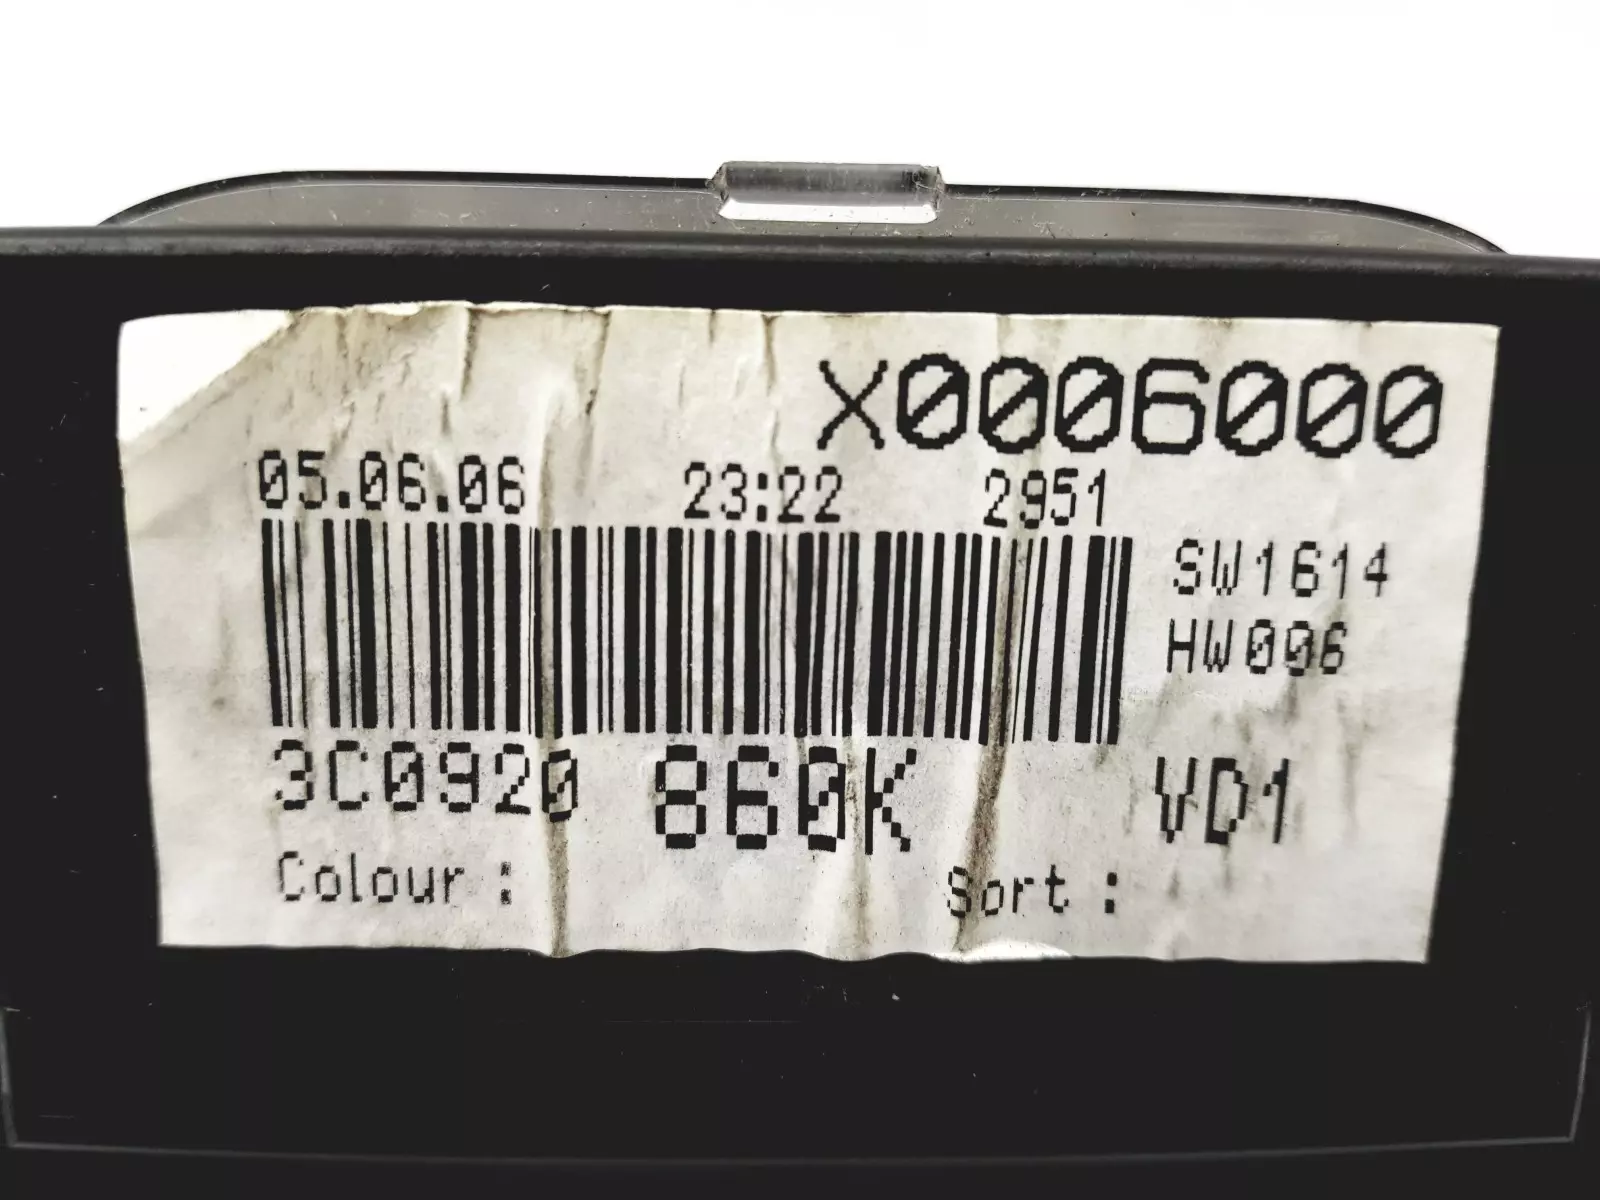 X0006000
05.06.06 23:22 2951
SW1614
HW006
3C0920 860K VD1
Colour : Sort :